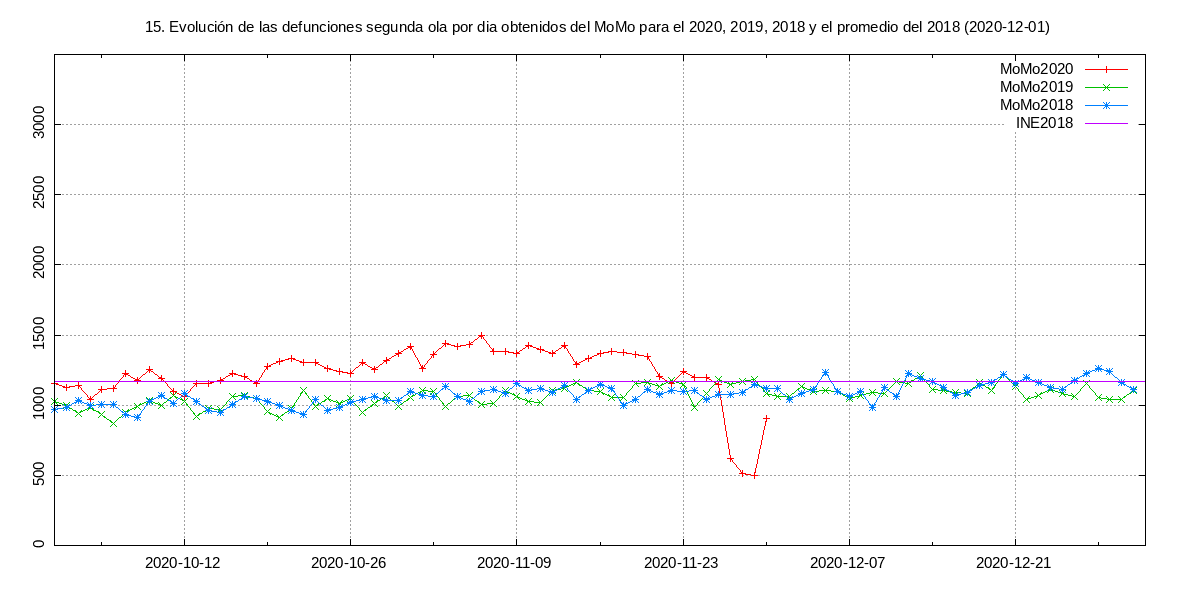 15. Evolución de las defunciones segunda ola por dia obtenidos del MoMo para el 2020, 2019, 2018 y el promedio del 2018 (2020-12-01)
MoMo2020
MoMo2019
MoMo2018
INE2018
3000
2500
2000
1500
1000
500
0
2020-10-12
2020-10-26
2020-11-09
2020-11-23
2020-12-07
2020-12-21